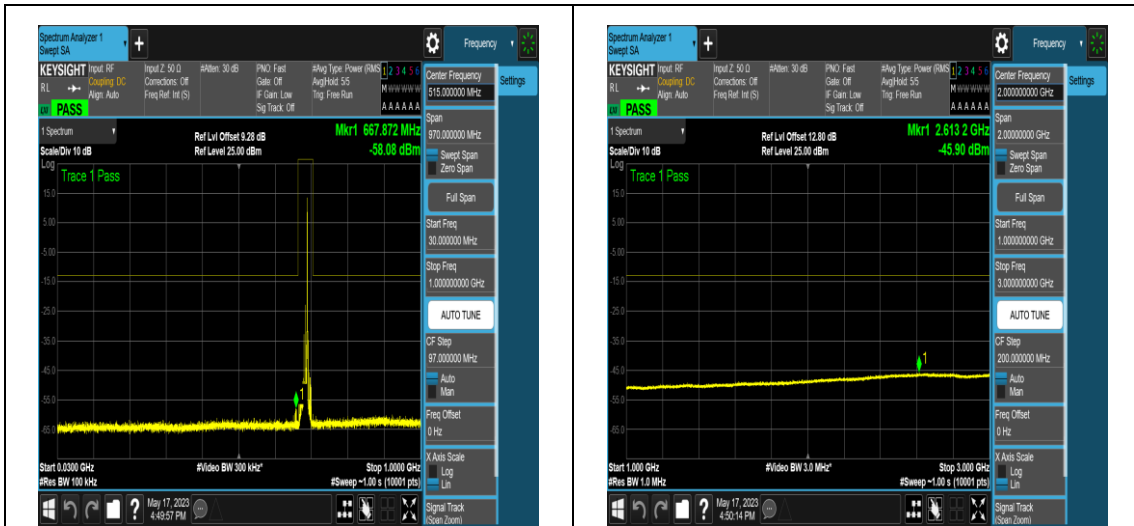 Spectrum Analyzer 1
Swept SA
Frequency
KEYSIGHT
RL
Input: RF
Coupling: DC
Align: Auto
Input Z: 50 Ω
Corrections: Off
Freq Ref: Int (S)
#Atten: 30 dB
PNO: Fast
Gate: Off
IF Gain: Low
Sig Track: Off
#Avg Type: Power (RMS
Avg|Hold: 5/5
Trig: Free Run
1 2 3 4 5 6
M W W W W W
A A A A A A
PASS
1 Spectrum
Scale/Div 10 dB
Ref Lvl Offset 9.28 dB
Ref Level 25.00 dBm
Mkr1 667.872 MHz
-58.08 dBm
Log
Trace 1 Pass
15.0
5.00
-5.00
-15.0
-25.0
-35.0
-45.0
-55.0
-65.0
1
Start 0.0300 GHz
#Res BW 100 kHz
#Video BW 300 kHz*
Stop 1.0000 GHz
#Sweep ~1.00 s (10001 pts)
May 17, 2023
4:49:57 PM
Center Frequency
515.000000 MHz
Settings
Span
970.000000 MHz
Swept Span
Zero Span
Full Span
Start Freq
30.000000 MHz
Stop Freq
1.000000000 GHz
AUTO TUNE
CF Step
97.000000 MHz
Auto
Man
Freq Offset
0 Hz
X Axis Scale
Log
Lin
Signal Track
(Span Zoom)
Spectrum Analyzer 1
Swept SA
Frequency
KEYSIGHT
RL
Input: RF
Coupling: DC
Align: Auto
Input Z: 50 Ω
Corrections: Off
Freq Ref: Int (S)
#Atten: 30 dB
PNO: Fast
Gate: Off
IF Gain: Low
Sig Track: Off
#Avg Type: Power (RMS
Avg|Hold: 5/5
Trig: Free Run
1 2 3 4 5 6
M W W W W W
A A A A A A
PASS
1 Spectrum
Scale/Div 10 dB
Ref Lvl Offset 12.80 dB
Ref Level 25.00 dBm
Mkr1 2.613 2 GHz
-45.90 dBm
Log
Trace 1 Pass
15.0
5.00
-5.00
-15.0
-25.0
-35.0
-45.0
-55.0
-65.0
1
Start 1.000 GHz
#Res BW 1.0 MHz
#Video BW 3.0 MHz*
Stop 3.000 GHz
#Sweep ~1.00 s (10001 pts)
May 17, 2023
4:50:14 PM
Center Frequency
2.000000000 GHz
Settings
Span
2.00000000 GHz
Swept Span
Zero Span
Full Span
Start Freq
1.000000000 GHz
Stop Freq
3.000000000 GHz
AUTO TUNE
CF Step
200.000000 MHz
Auto
Man
Freq Offset
0 Hz
X Axis Scale
Log
Lin
Signal Track
(Span Zoom)